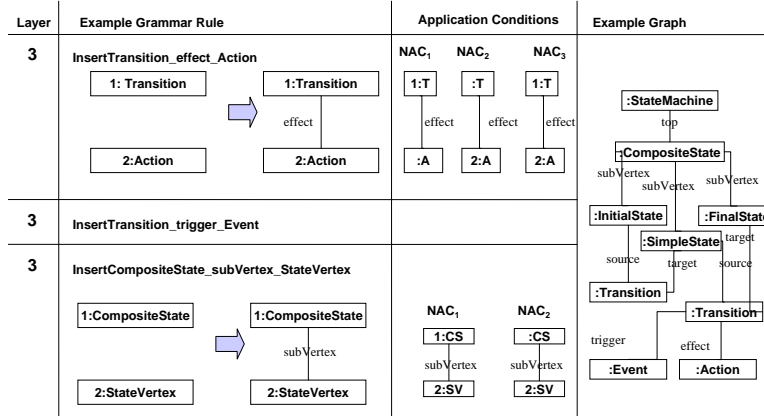 Layer Example Grammar Rule Application Conditions Example Graph
3 InsertTransition_effect_Action
1: Transition 1:Transition
effect
2:Action 2:Action
NAC1 NAC2 NAC3
1:T :T 1:T
effect effect effect
:A 2:A 2:A
3 InsertTransition_trigger_Event
3 InsertCompositeState_subVertex_StateVertex
1:CompositeState 1:CompositeState
subVertex
2:StateVertex 2:StateVertex
NAC1 NAC2
1:CS :CS
subVertex subVertex
2:SV 2:SV
:StateMachine
top
:CompositeState
subVertex subVertex subVertex
:InitialState :FinalStat
:SimpleState target
source target source
:Transition
:Transition
trigger effect
:Event :Action